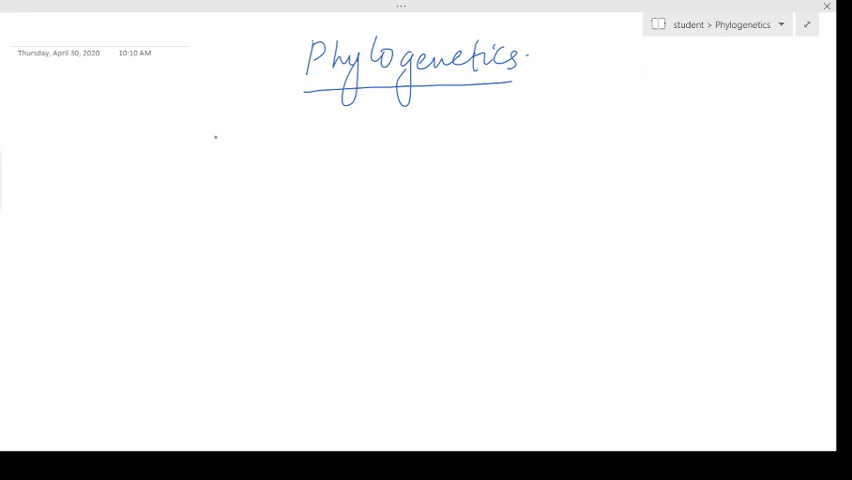 student > Phylogenetics
Thursday, April 30, 2020 10:10 AM
Phylogenetics.